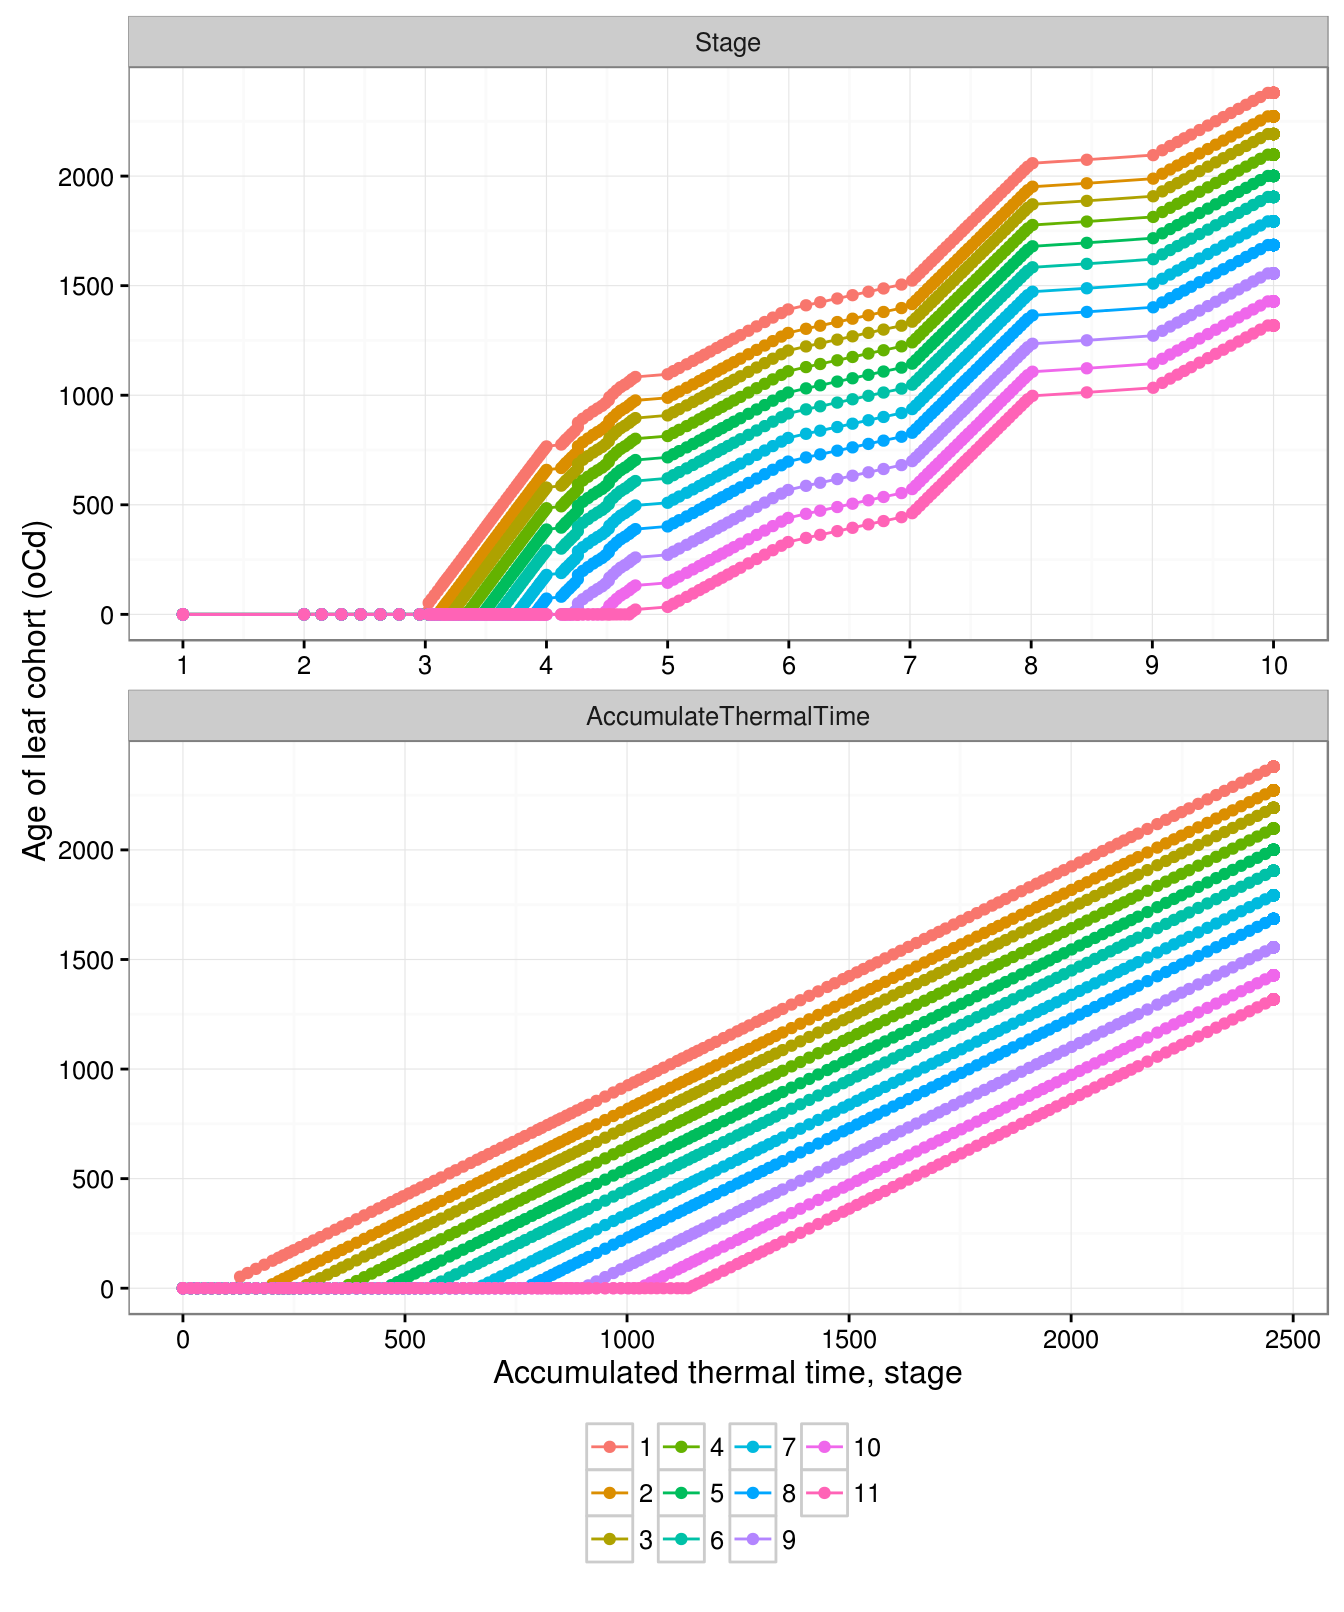 Stage
2000
1500
1000
500
0
1 2 3 4 5 6 7 8 9 10
Age of leaf cohort (oCd)
AccumulateThermalTime
2000
1500
1000
500
0
0 500 1000 1500 2000 2500
Accumulated thermal time, stage
1 4 7 10
2 5 8 11
3 6 9